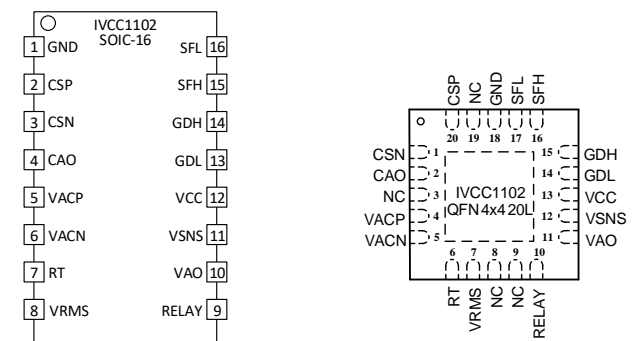 IVCC1102
SOIC-16
1 GND SFL 16
2 CSP SFH 15
3 CSN GDH 14
4 CAO GDL 13
5 VACP VCC 12
6 VACN VSNS 11
7 RT VAO 10
8 VRMS RELAY 9
CSP NC GND SFL SFH
20 19 18 17 16
CSN 1 15 GDH
CAO 2 14 GDL
NC 3 13 VCC
VACP 4 12 VSNS
VACN 5 11 VAO
IVCC1102
QFN 4x4 20L
6 7 8 9 10
RT VRMS NC NC RELAY